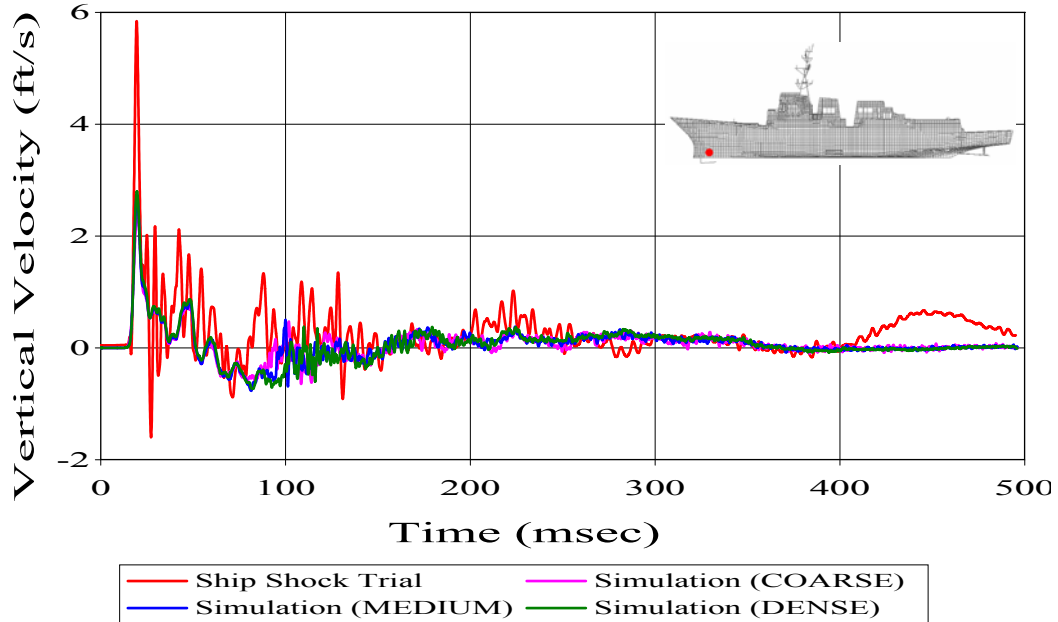 Vertical Velocity (ft/s)
6
4
2
0
-2
0 100 200 300 400 500
Time (msec)
Ship Shock Trial Simulation (COARSE)
Simulation (MEDIUM) Simulation (DENSE)